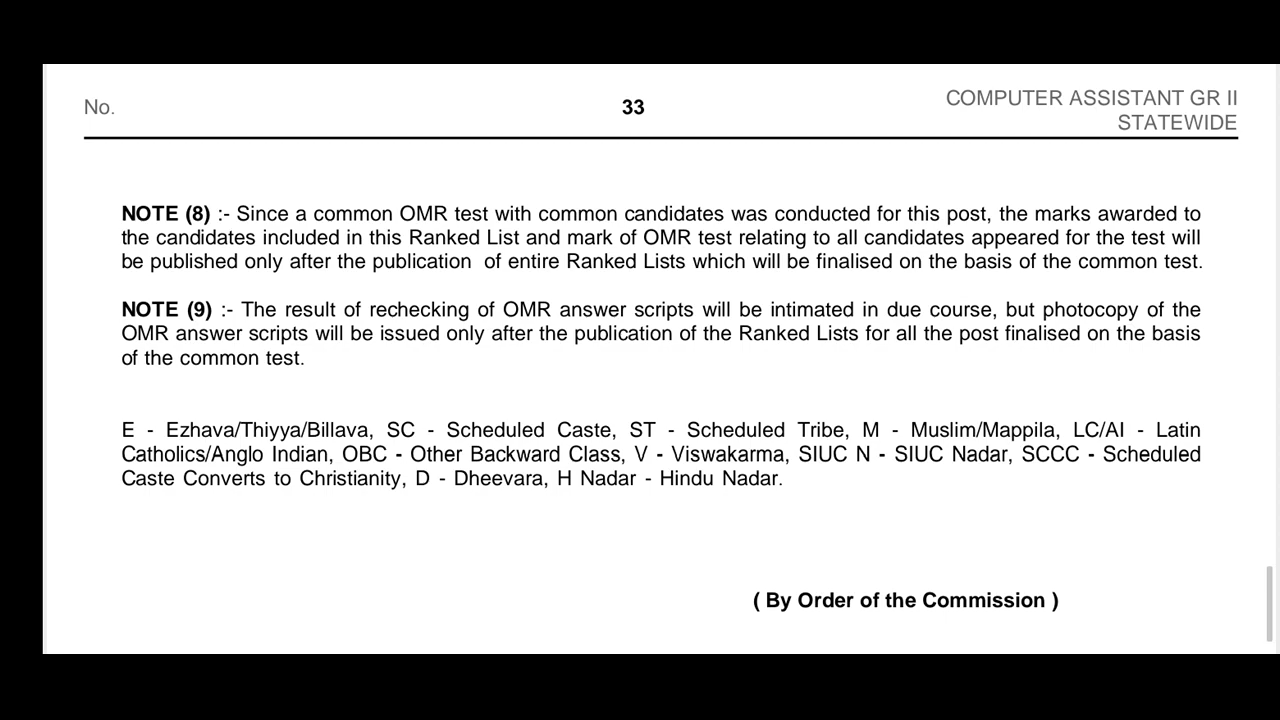 No.
33
COMPUTER ASSISTANT GR II
STATEWIDE
NOTE (8) :- Since a common OMR test with common candidates was conducted for this post, the marks awarded to
the candidates included in this Ranked List and mark of OMR test relating to all candidates appeared for the test will
be published only after the publication of entire Ranked Lists which will be finalised on the basis of the common test.
NOTE (9) :- The result of rechecking of OMR answer scripts will be intimated in due course, but photocopy of the
OMR answer scripts will be issued only after the publication of the Ranked Lists for all the post finalised on the basis
of the common test.
E - Ezhava/Thiyya/Billava, SC - Scheduled Caste, ST - Scheduled Tribe, M - Muslim/Mappila, LC/AI - Latin
Catholics/Anglo Indian, OBC - Other Backward Class, V - Viswakarma, SIUC N - SIUC Nadar, SCCC - Scheduled
Caste Converts to Christianity, D - Dheevara, H Nadar - Hindu Nadar.
( By Order of the Commission )